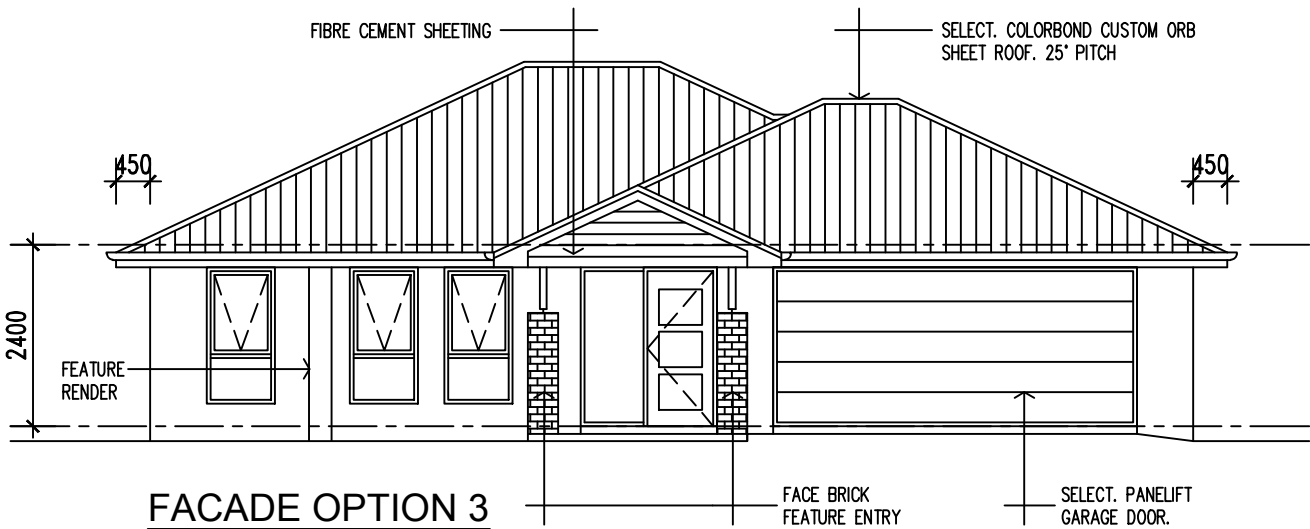 FIBRE CEMENT SHEETING
SELECT. COLORBOND CUSTOM ORB
SHEET ROOF. 25° PITCH
450
450
2400
FEATURE
RENDER
FACADE OPTION 3
FACE BRICK
FEATURE ENTRY
SELECT. PANELIFT
GARAGE DOOR.